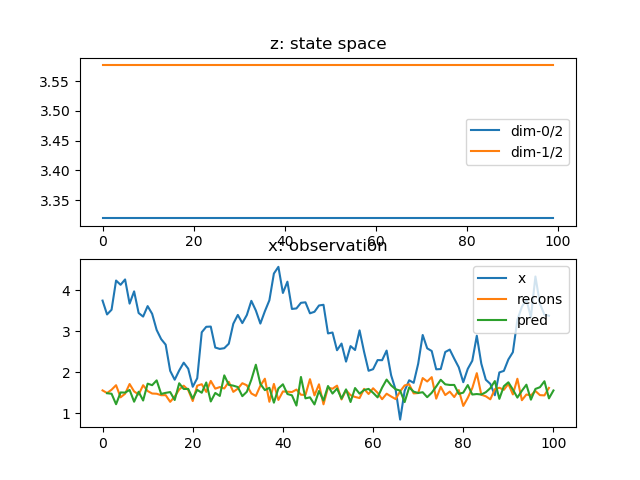 z: state space
3.55
3.50
3.45
3.40
3.35
dim-0/2
dim-1/2
0 20 40 60 80 100
x: observation
4
3
2
1
x
recons
pred
0 20 40 60 80 100